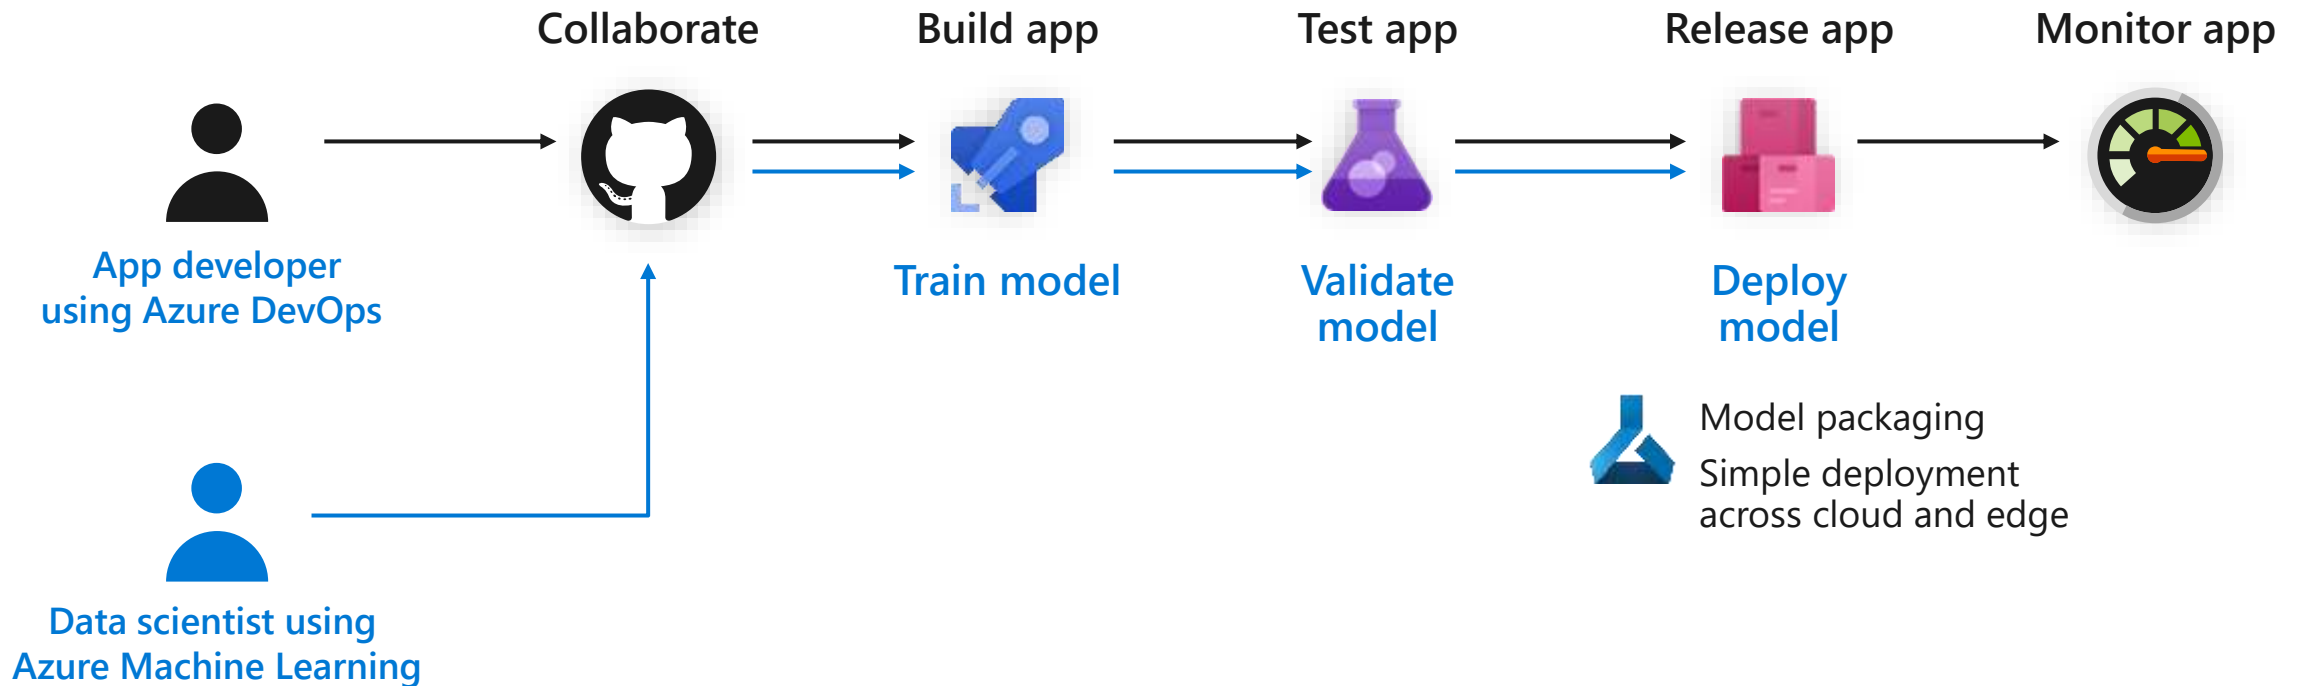 Collaborate
Build app
Test app
Release app
Monitor app
App developer
using Azure DevOps
Train model
Validate
model
Deploy
model
Model packaging
Simple deployment
across cloud and edge
Data scientist using
Azure Machine Learning